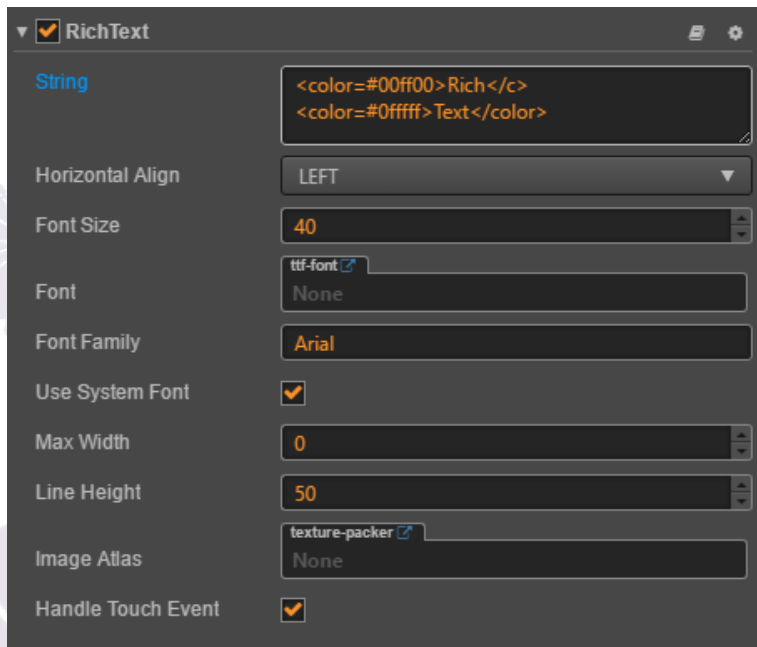 RichText
String
<color=#00ff00>Rich</c>
<color=#0fffff>Text</color>
Horizontal Align
LEFT
Font Size
40
ttf-font
Font
None
Font Family
Arial
Use System Font
Max Width
0
Line Height
50
texture-packer
Image Atlas
None
Handle Touch Event